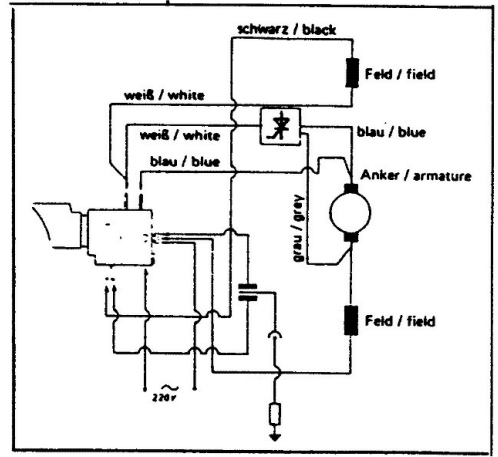 schwarz / black
Feld / field
weiß / white
weiß / white
blau / blue
blau / blue
Anker / armature
grau / grey
Feld / field
220v